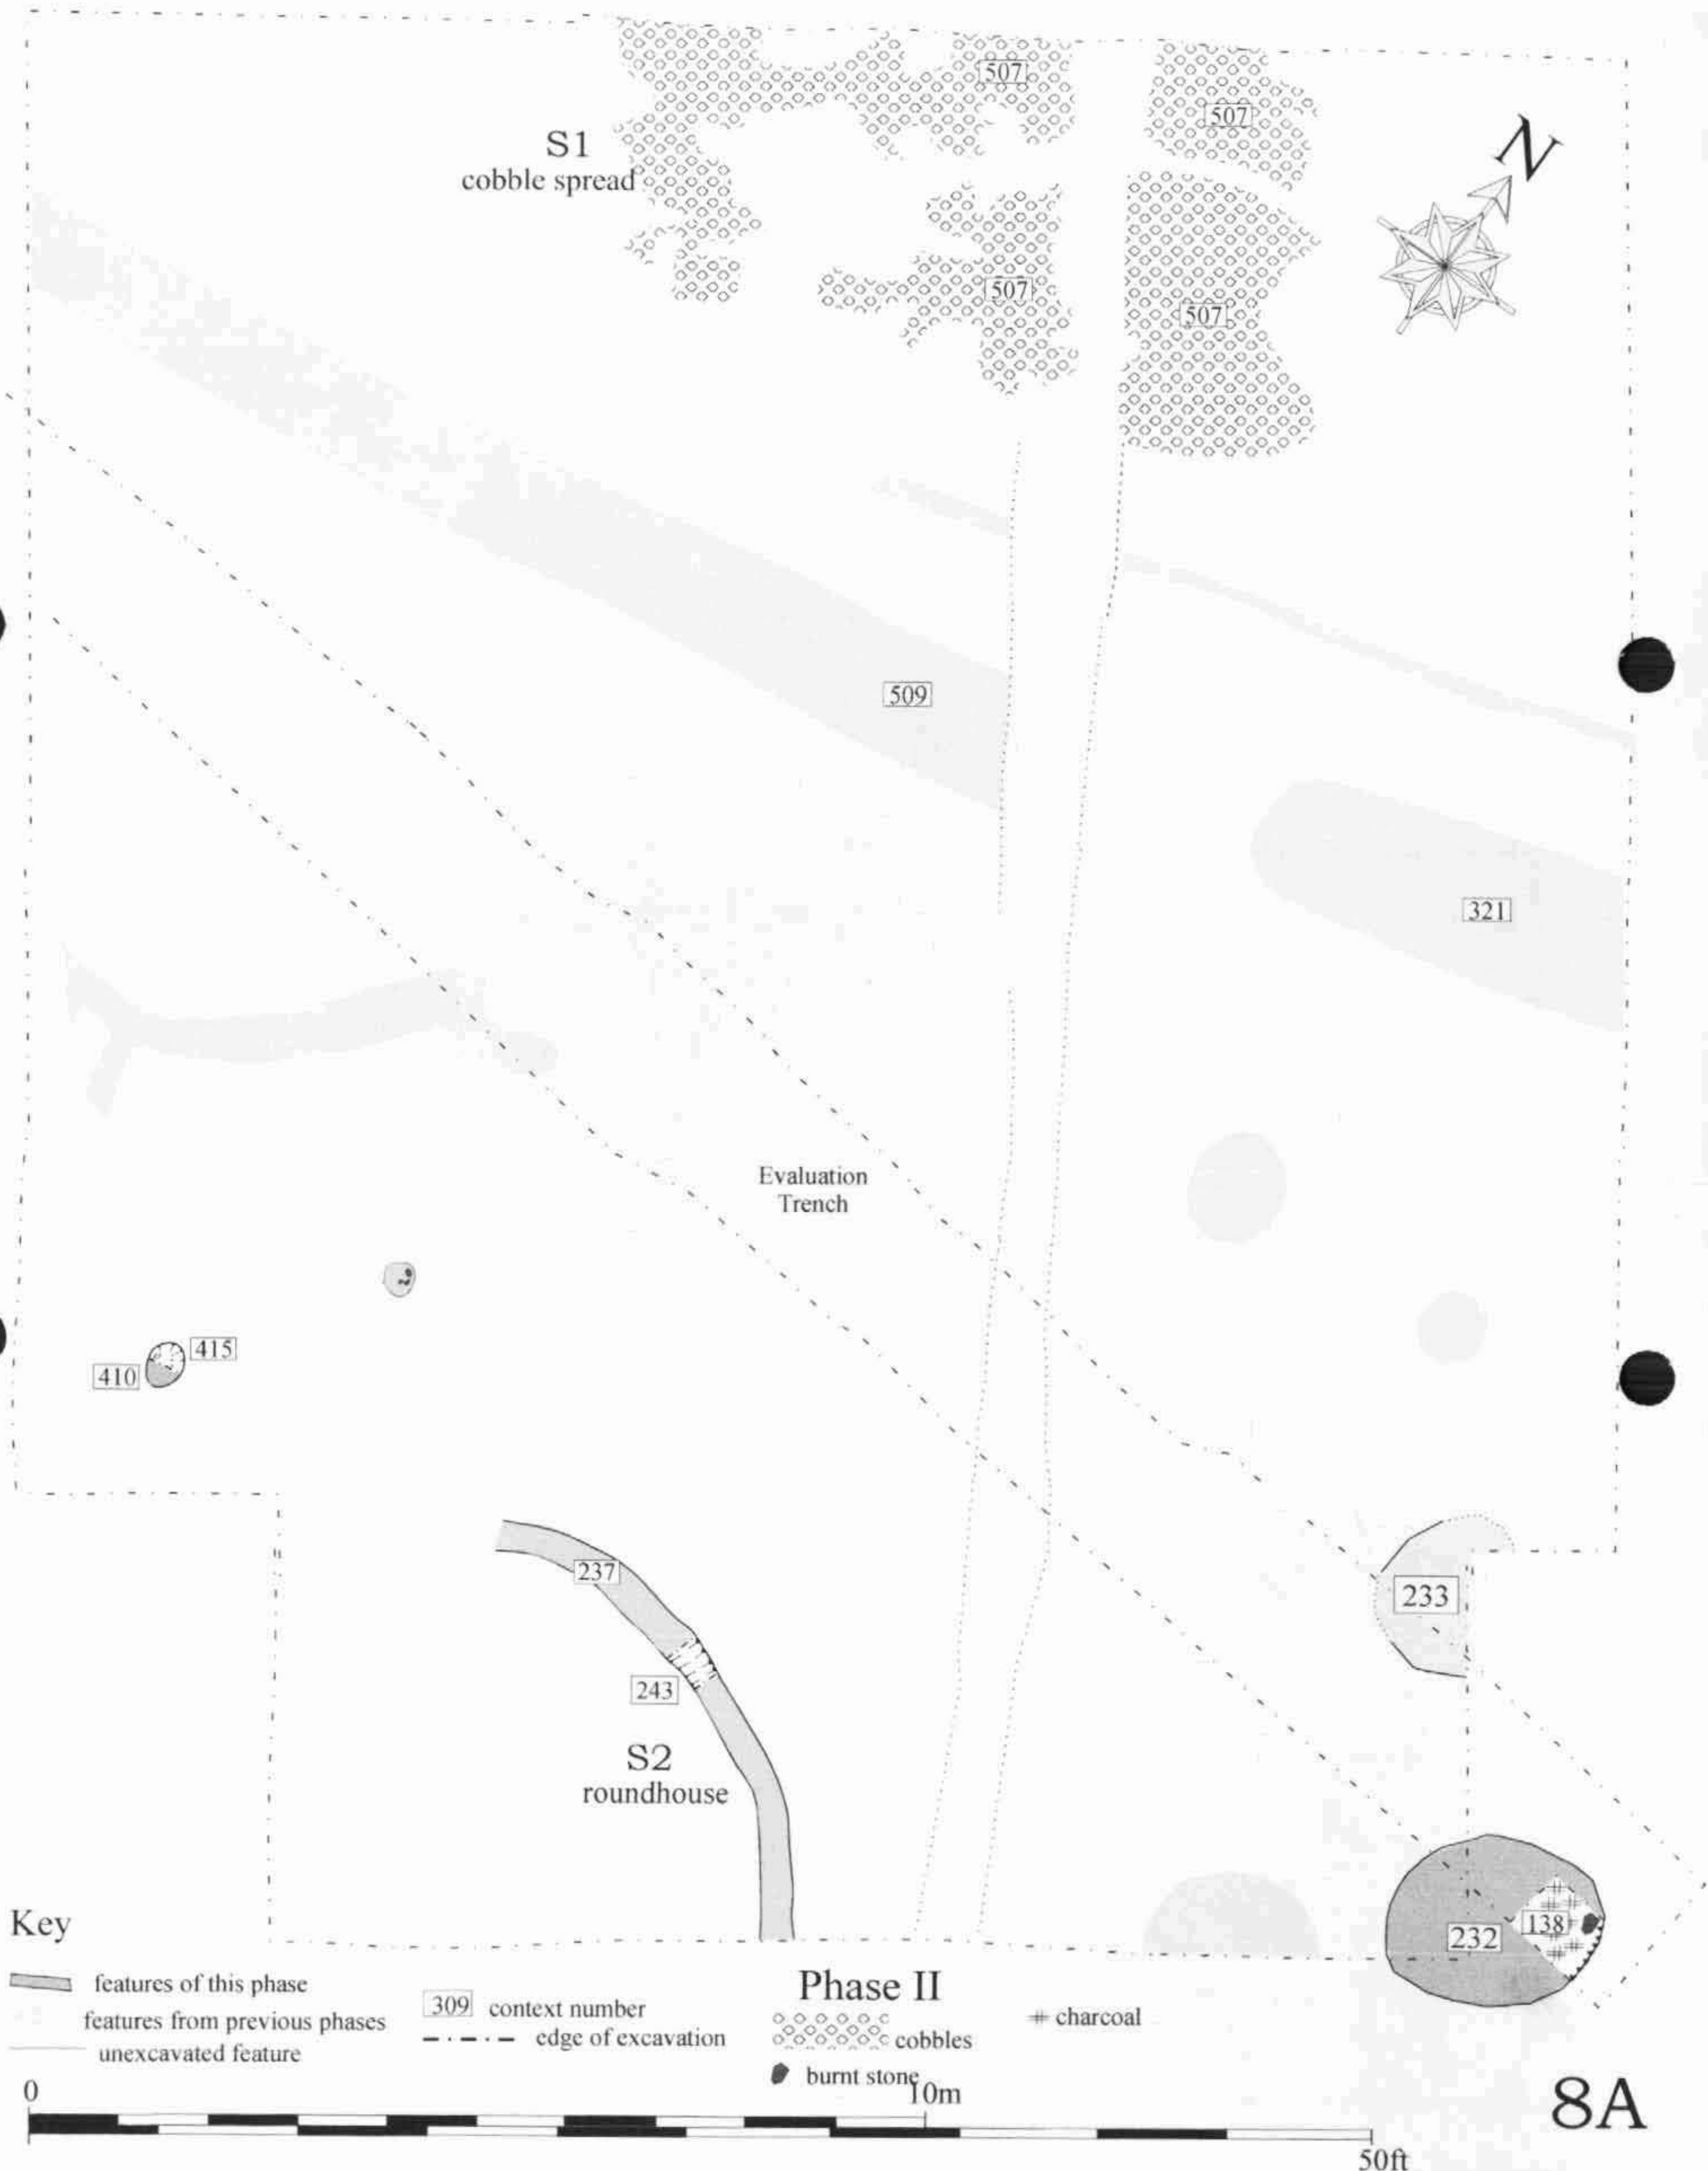 507
507
S1
cobble spread
N
507
507
509
321
Evaluation
Trench
415
410
237
233
243
S2
roundhouse
138
232
Key
features of this phase
features from previous phases
unexcavated feature
309 context number
edge of excavation
Phase II
cobbles
burnt stone
charcoal
0
10m
50ft
8A